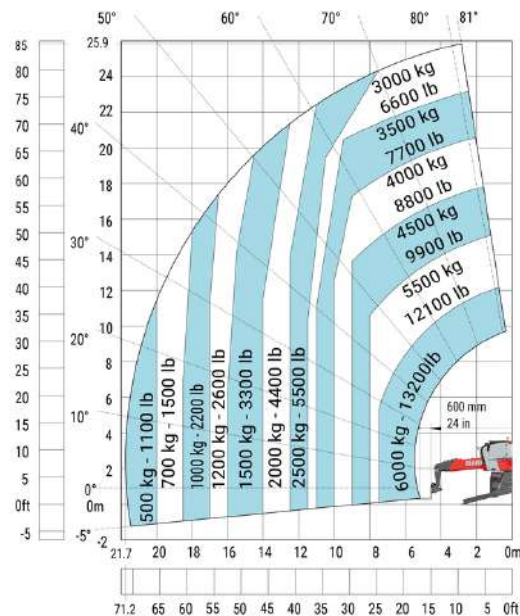 50°
60°
70°
80°
81°
85
80
75
70
65
60
55
50
45
40
35
30
25
20
15
10
5
0ft
-5
25.9
24
22
20
18
16
14
12
10
8
6
4
2
0m
-2
40°
30°
20°
10°
0°
-5°
3000 kg
6600 lb
3500 kg
7700 lb
4000 kg
8800 lb
4500 kg
9900 lb
5500 kg
12100 lb
6000 kg - 13200lb
500 kg - 1100 lb
700 kg - 1500 lb
1000 kg - 2200 lb
1200 kg - 2600 lb
1500 kg - 3300 lb
2000 kg - 4400 lb
2500 kg - 5500 lb
600 mm
24 in
21.7 20 18 16 14 12 10 8 6 4 2 0m
71.2 65 60 55 50 45 40 35 30 25 20 15 10 5 0ft